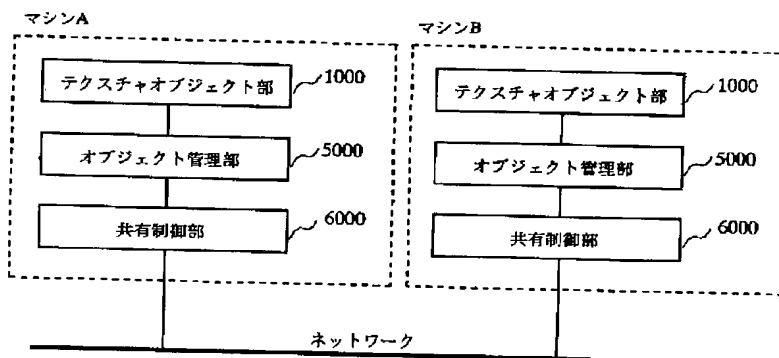 マシンA
テクスチャオブジェクト部
1000
オブジェクト管理部
5000
共有制御部
6000
マシンB
テクスチャオブジェクト部
1000
オブジェクト管理部
5000
共有制御部
6000
ネットワーク